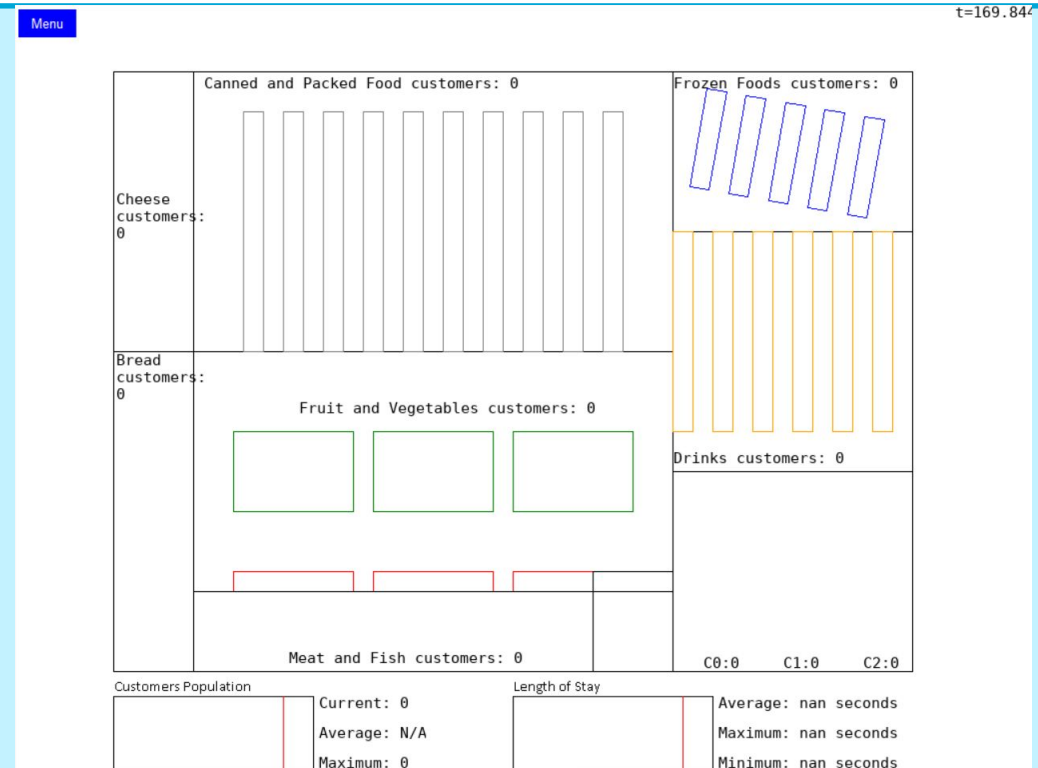 Menu
t=169.844
Canned and Packed Food customers: 0
Frozen Foods customers: 0
Cheese
customers:
0
Bread
customers:
0
Fruit and Vegetables customers: 0
Drinks customers: 0
Meat and Fish customers: 0
C0:0
C1:0
C2:0
Customers Population
Current: 0
Average: N/A
Maximum: 0
Length of Stay
Average: nan seconds
Maximum: nan seconds
Minimum: nan seconds